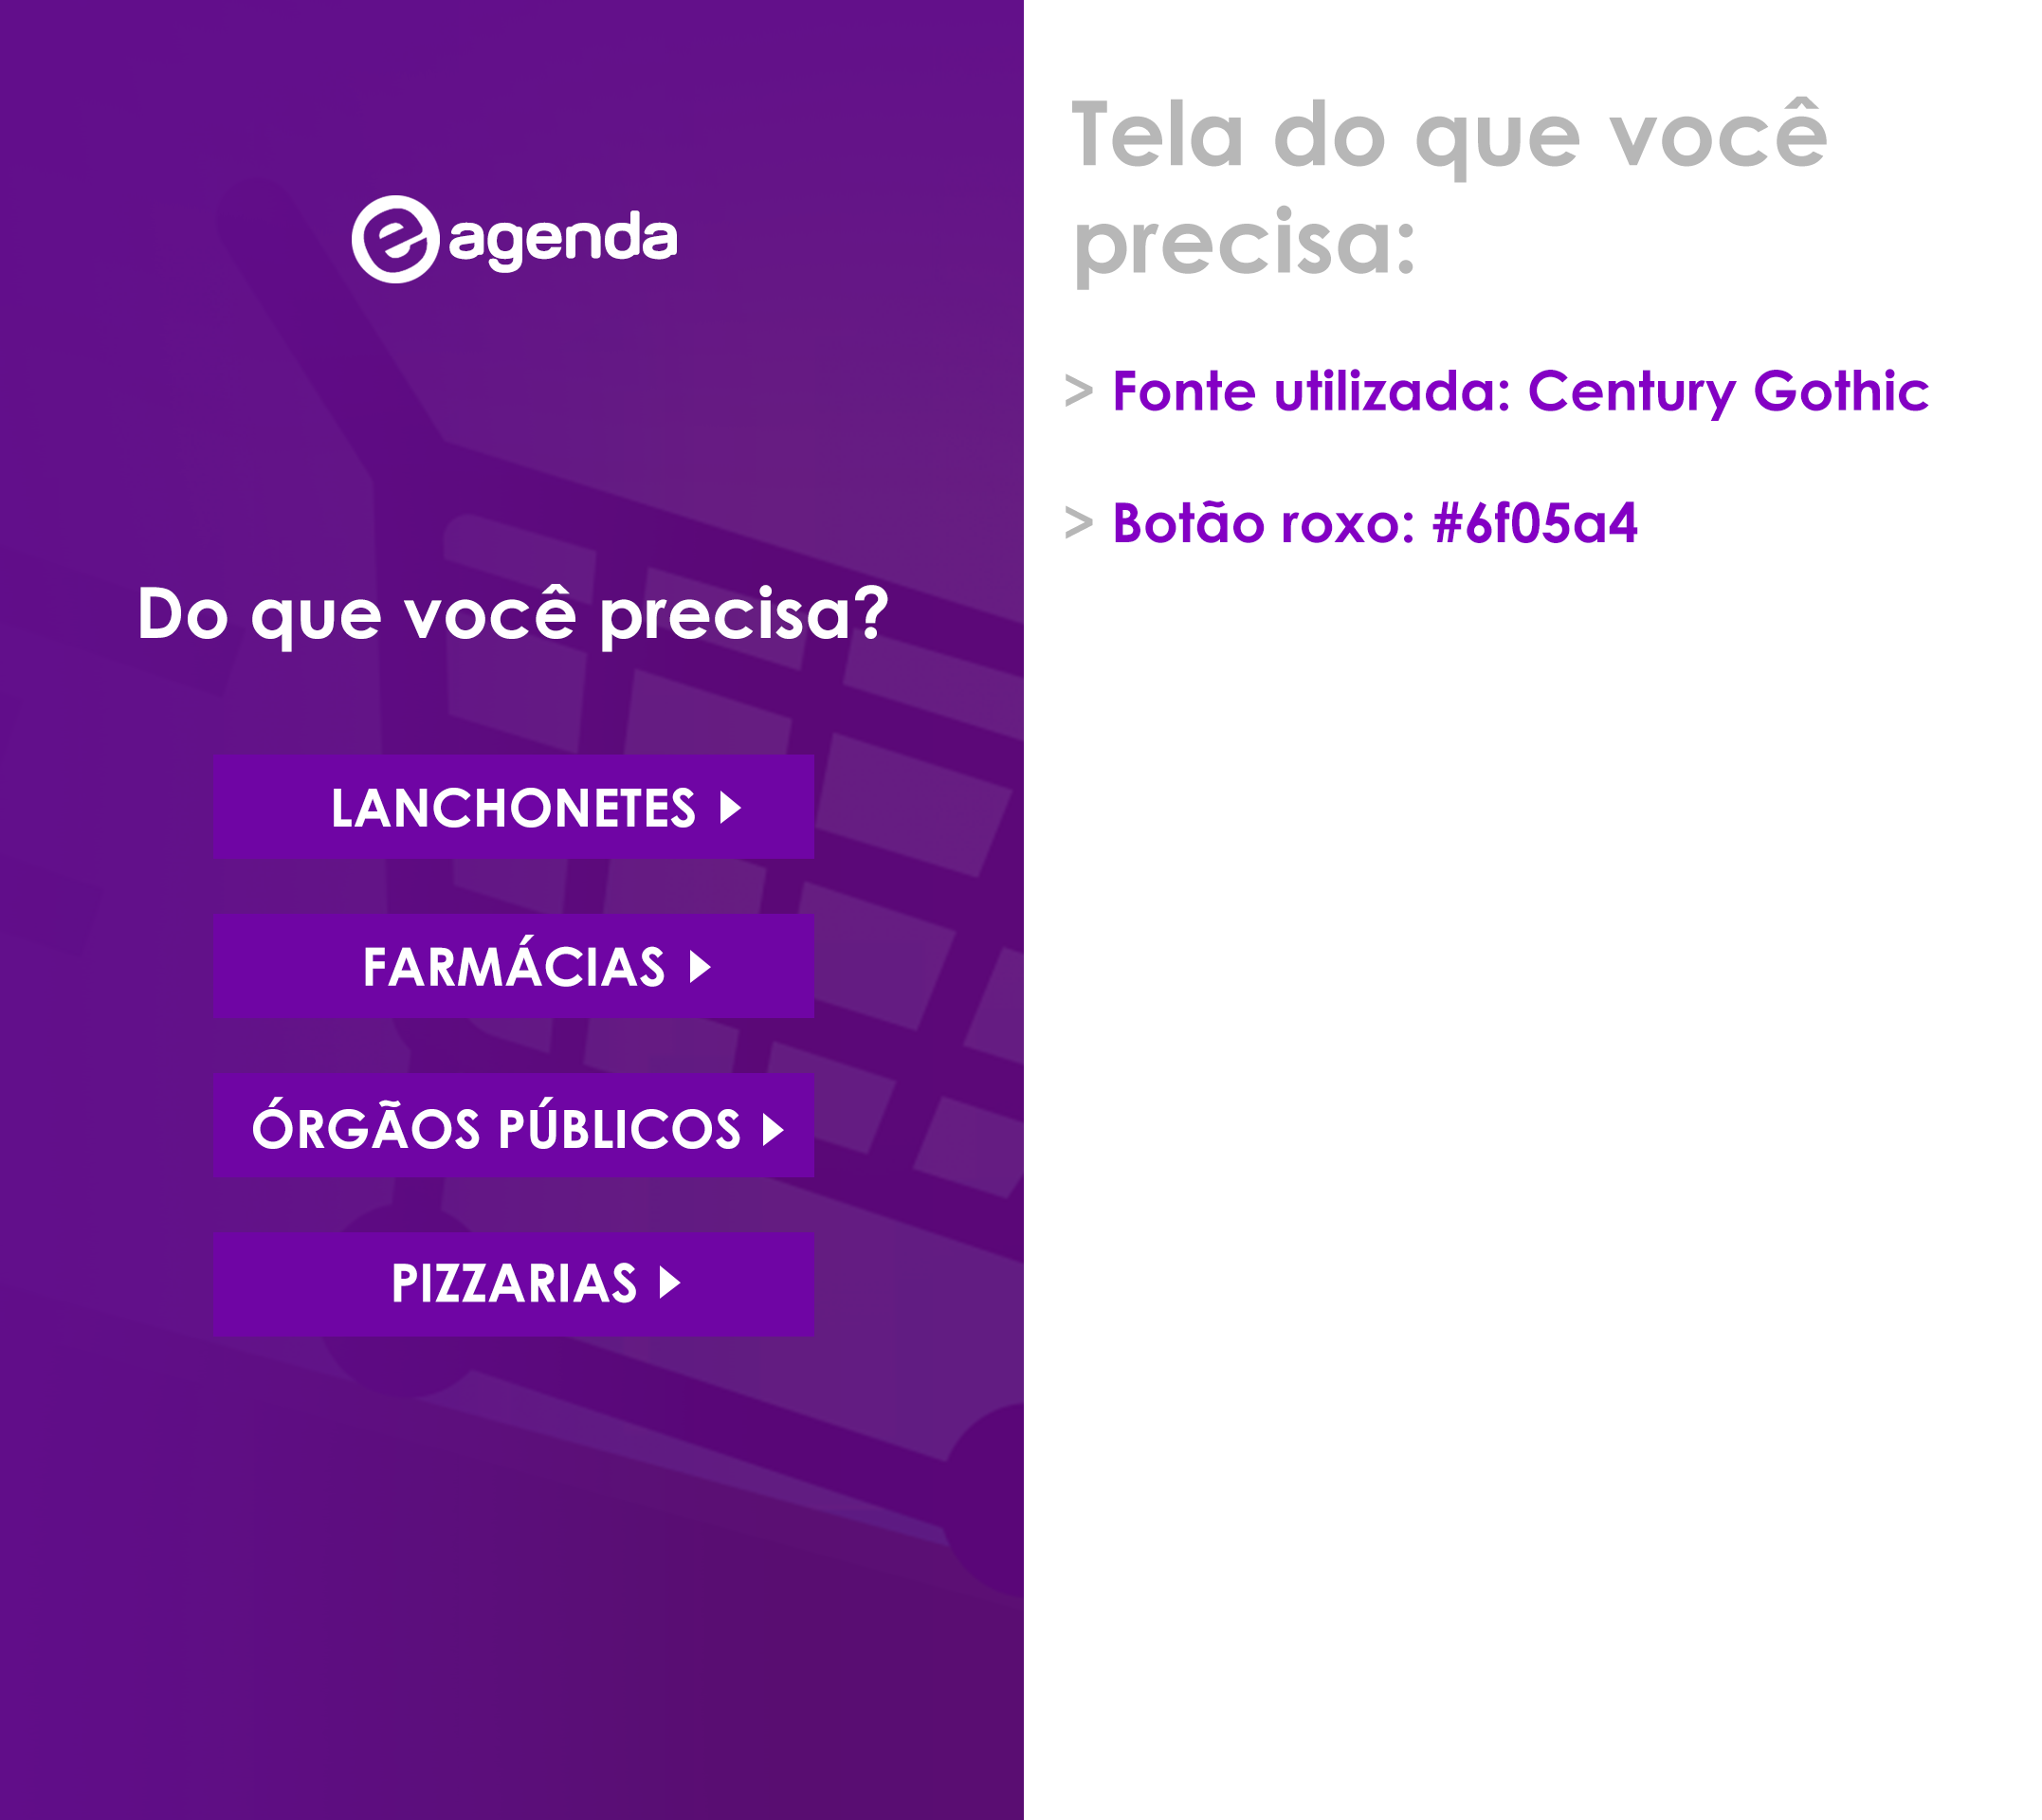 e agenda
Do que você precisa?
LANCHONETES
FARMÁCIAS
ÓRGÃOS PÚBLICOS
PIZZARIAS
Tela do que você
precisa:
> Fonte utilizada: Century Gothic
> Botão roxo: #6f05a4